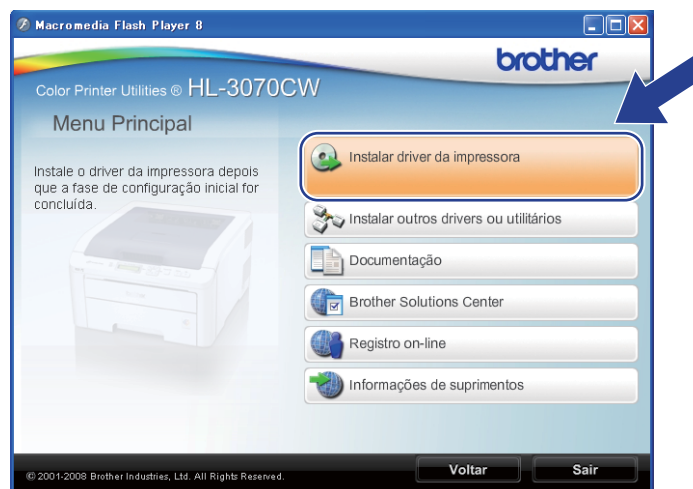 Macromedia Flash Player 8
brother
Color Printer Utilities ® HL-3070CW
Menu Principal
Instale o driver da impressora depois
que a fase de configuração inicial for
concluída.
Instalar driver da impressora
Instalar outros drivers ou utilitários
Documentação
Brother Solutions Center
Registro on-line
Informações de suprimentos
© 2001-2008 Brother Industries, Ltd. All Rights Reserved.
Voltar
Sair